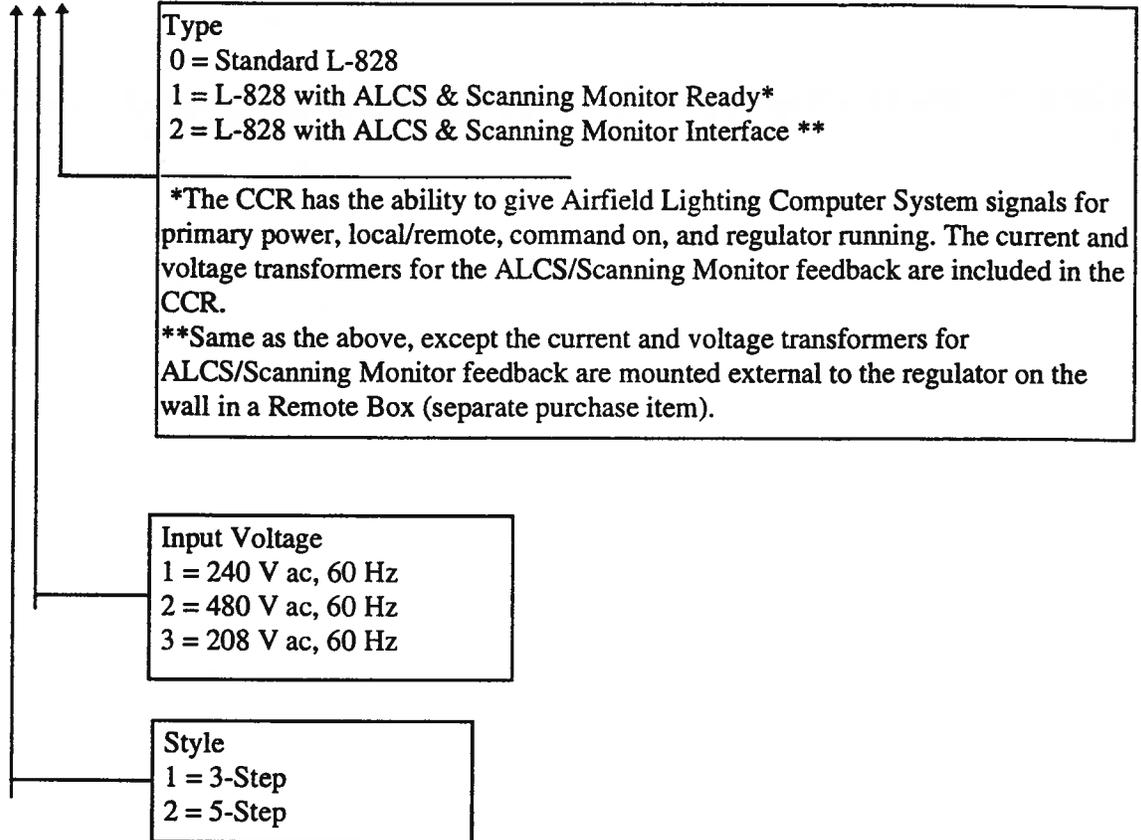 Type
0 = Standard L-828
1 = L-828 with ALCS & Scanning Monitor Ready*
2 = L-828 with ALCS & Scanning Monitor Interface **
*The CCR has the ability to give Airfield Lighting Computer System signals for
primary power, local/remote, command on, and regulator running. The current and
voltage transformers for the ALCS/Scanning Monitor feedback are included in the
CCR.
**Same as the above, except the current and voltage transformers for
ALCS/Scanning Monitor feedback are mounted external to the regulator on the
wall in a Remote Box (separate purchase item).
Input Voltage
1 = 240 V ac, 60 Hz
2 = 480 V ac, 60 Hz
3 = 208 V ac, 60 Hz
Style
1 = 3-Step
2 = 5-Step